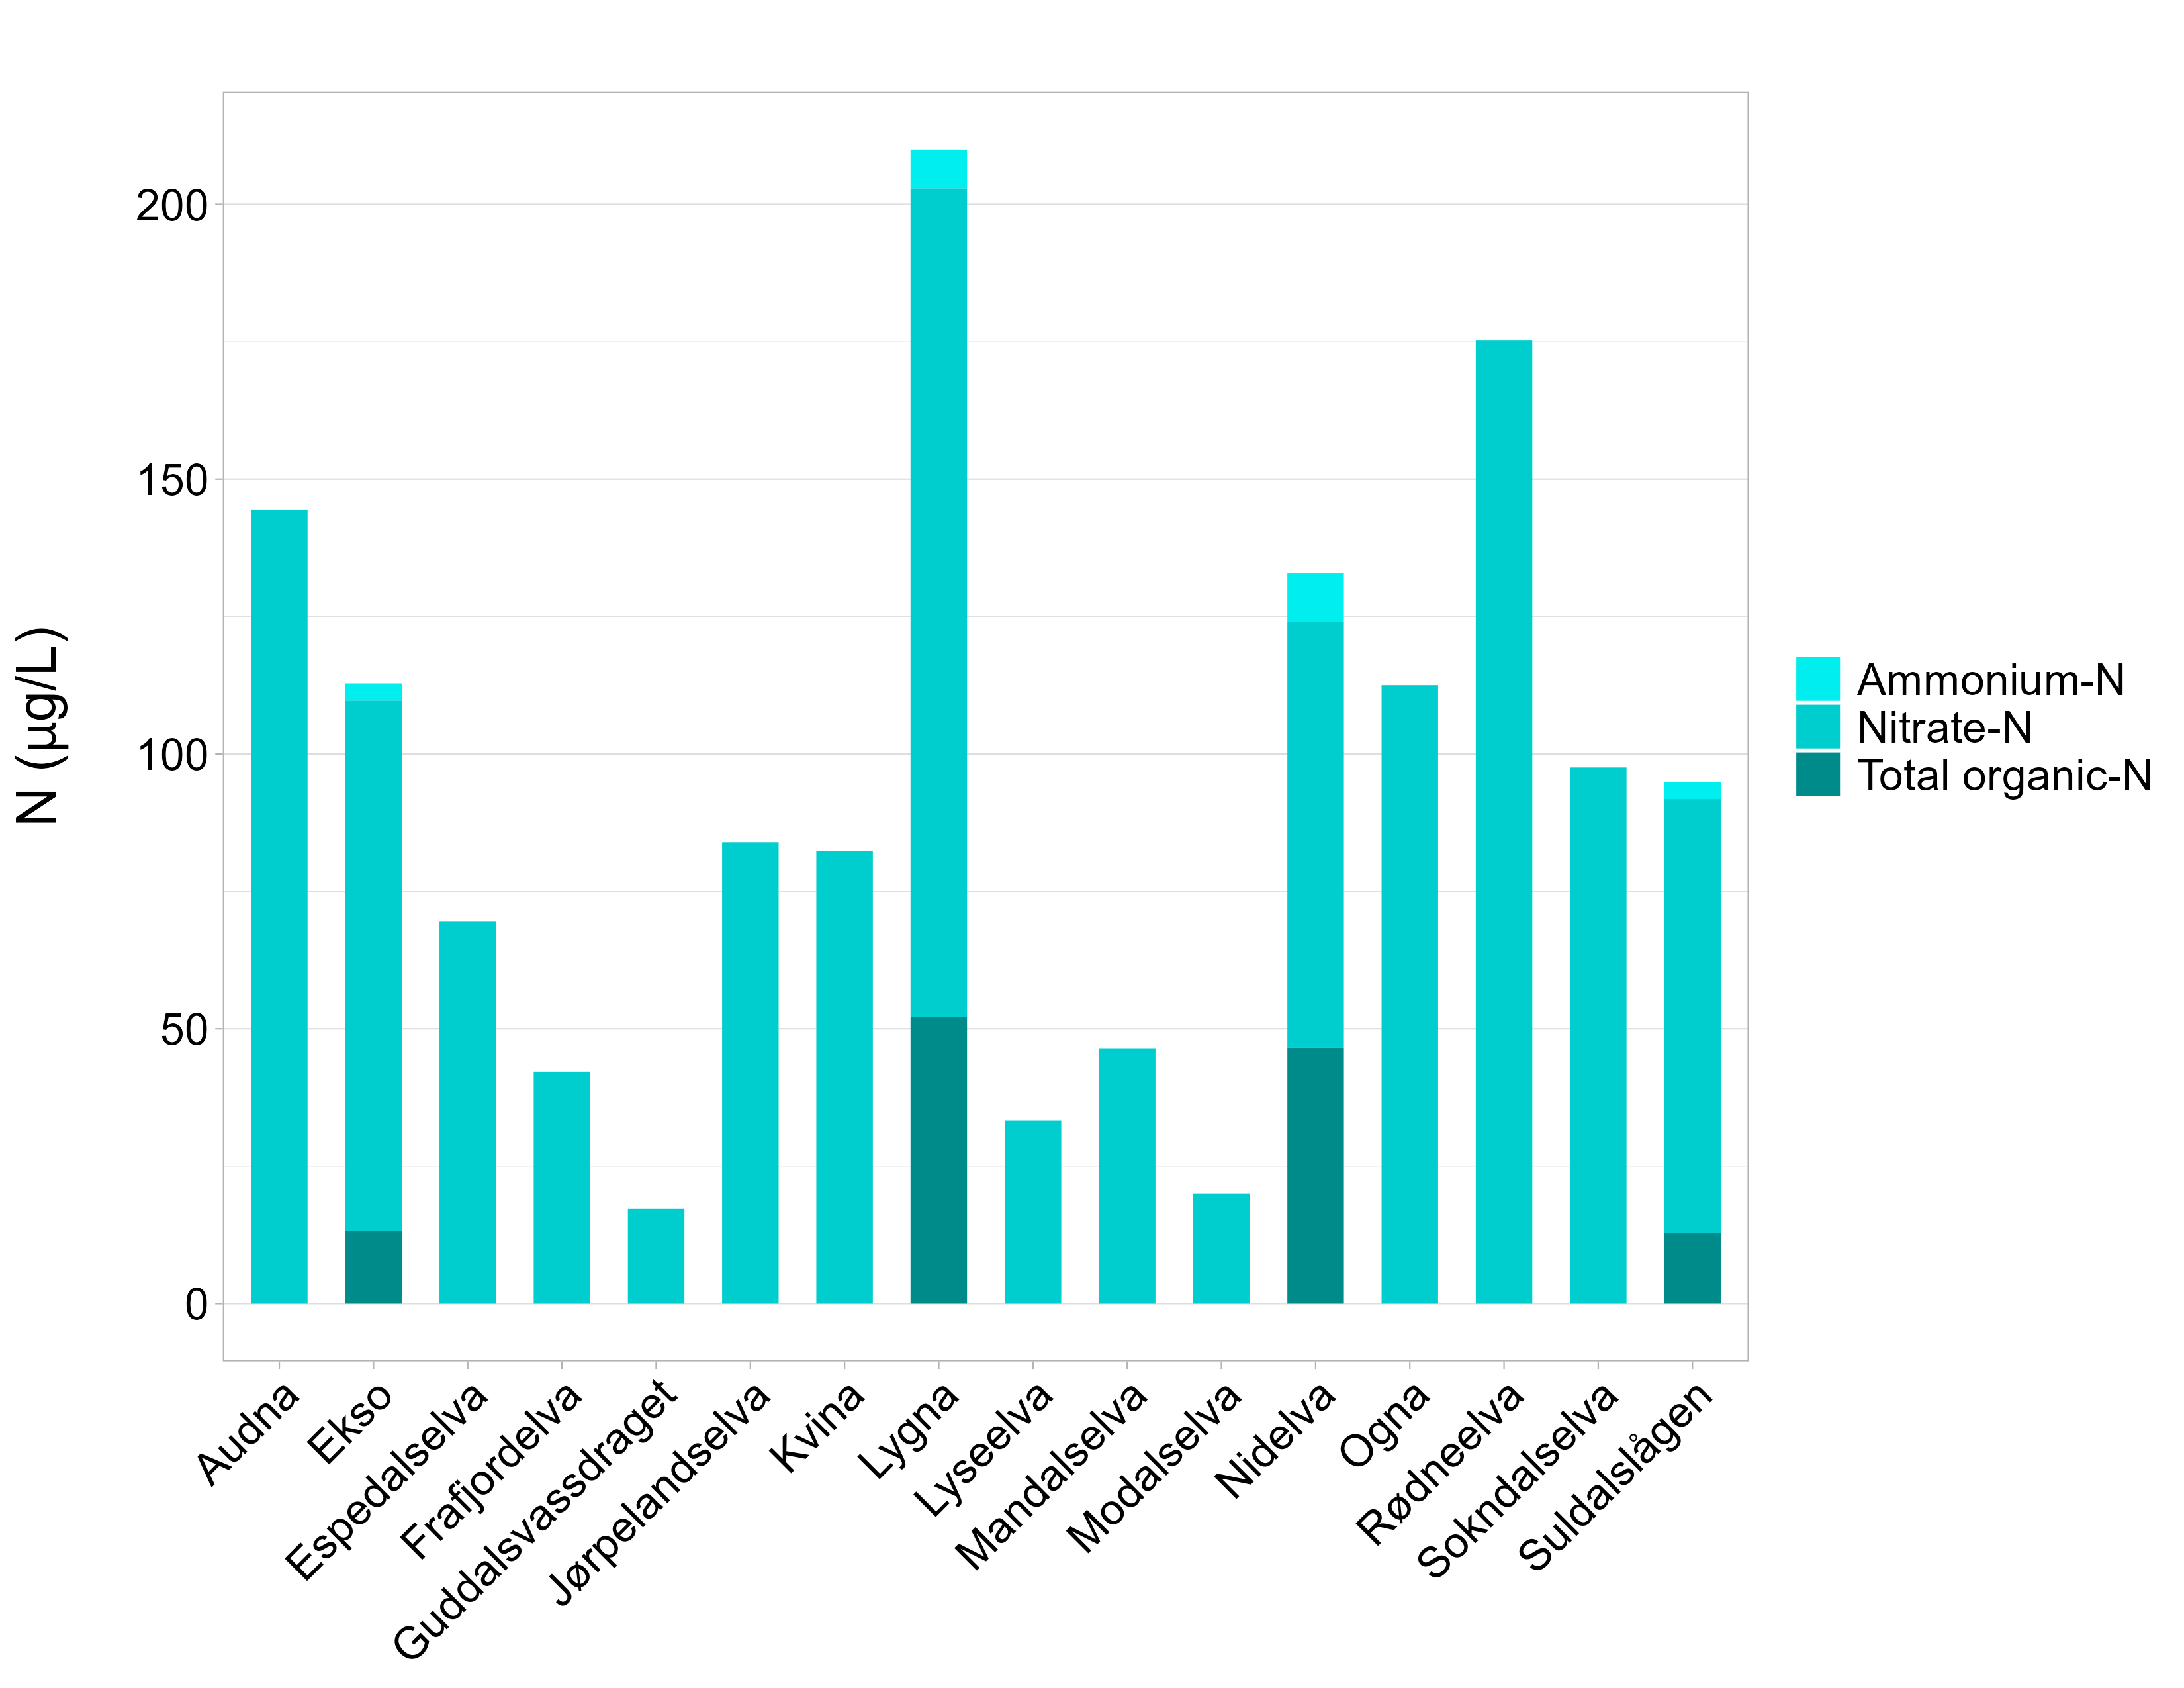 N (µg/L)
200
150
100
50
0
Audna
Ekso
Espedalselva
Frafjordelva
Guddalsvassdraget
Jørpelandselva
Kvina
Lygna
Lyseelva
Mandalselva
Modalselva
Nidelva
Ogna
Rødneelva
Sokndalselva
Suldalslågen
Ammonium-N
Nitrate-N
Total organic-N